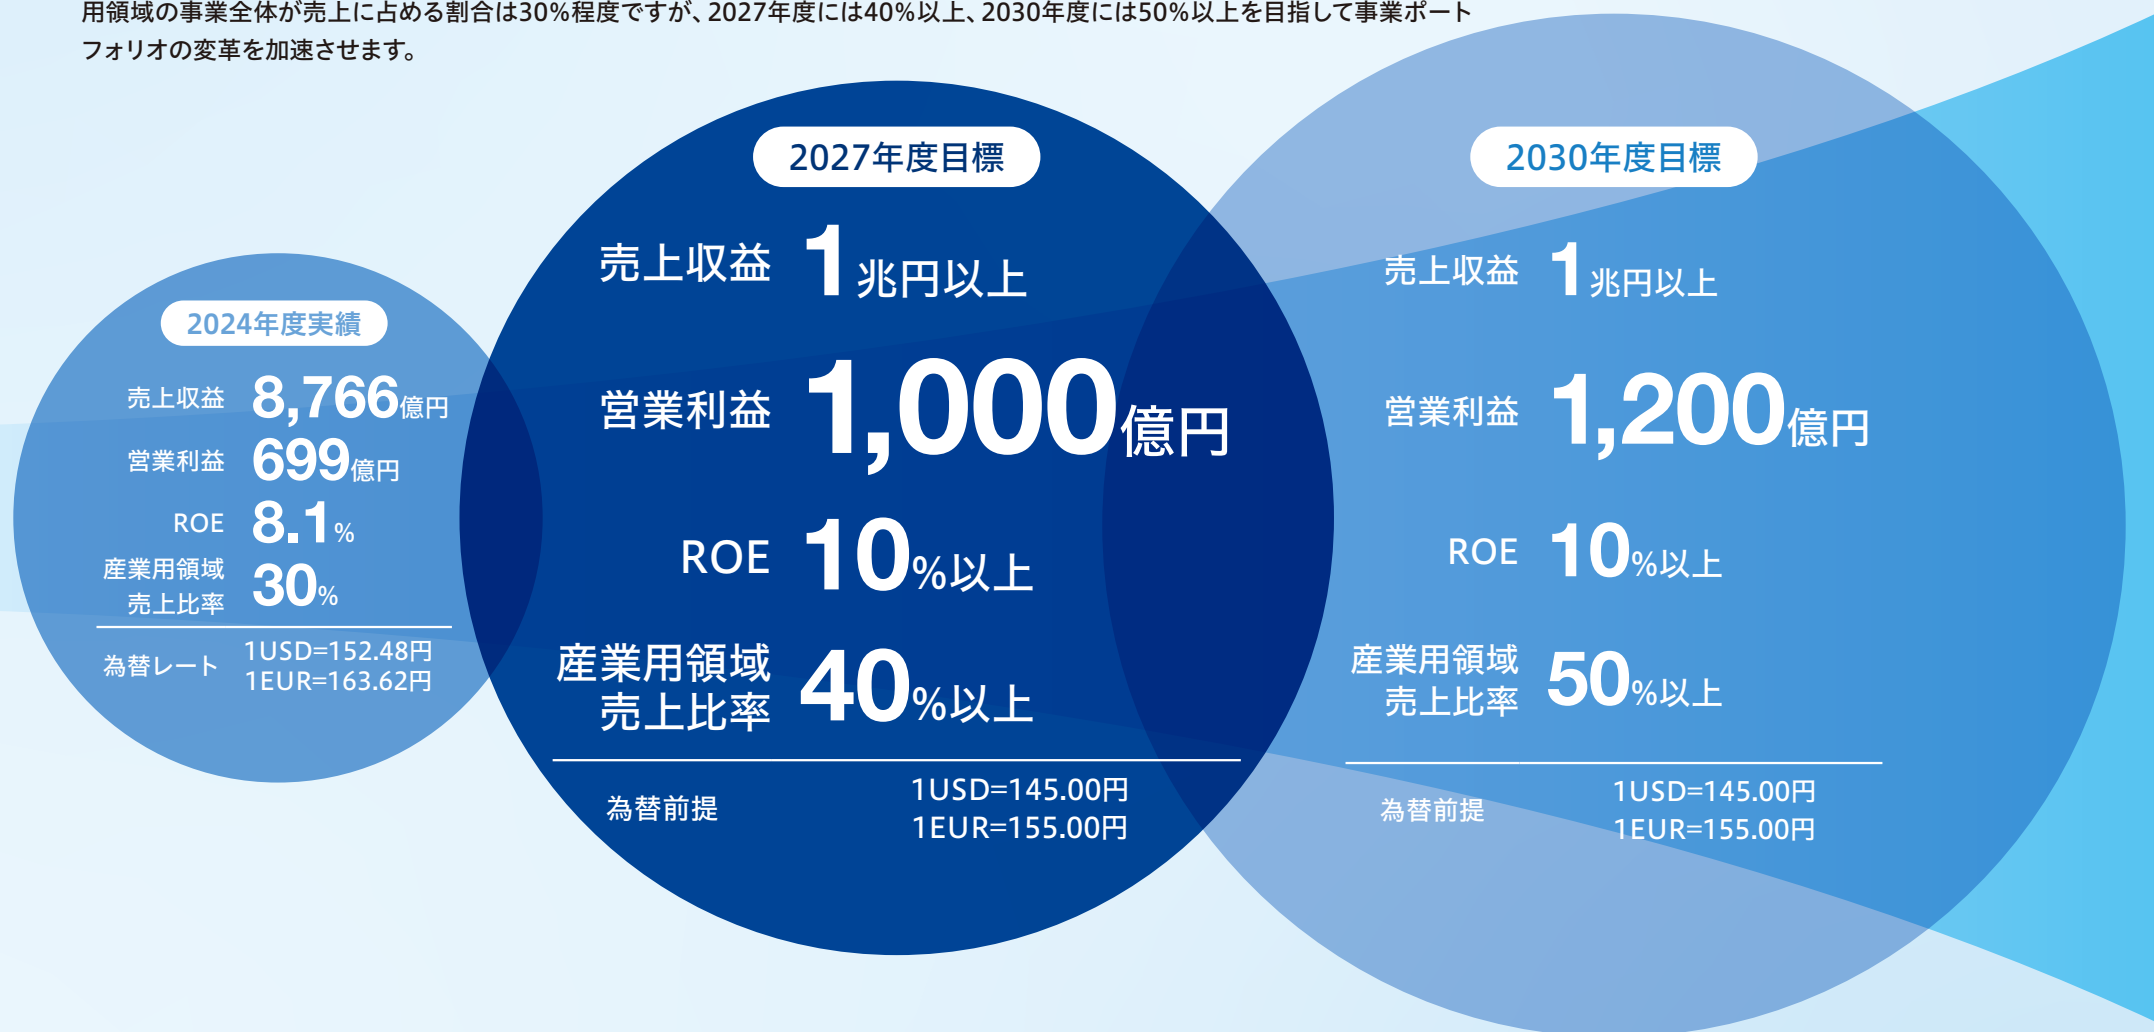 用領域の事業全体が売上に占める割合は30%程度ですが、2027年度には40%以上、2030年度には50%以上を目指して事業ポート
フォリオの変革を加速させます。
2024年度実績
売上収益 8,766億円
営業利益 699億円
ROE 8.1%
産業用領域
売上比率 30%
為替レート 1USD=152.48円
1EUR=163.62円
2027年度目標
売上収益 1兆円以上
営業利益 1,000億円
ROE 10%以上
産業用領域
売上比率 40%以上
為替前提 1USD=145.00円
1EUR=155.00円
2030年度目標
売上収益 1兆円以上
営業利益 1,200億円
ROE 10%以上
産業用領域
売上比率 50%以上
為替前提 1USD=145.00円
1EUR=155.00円